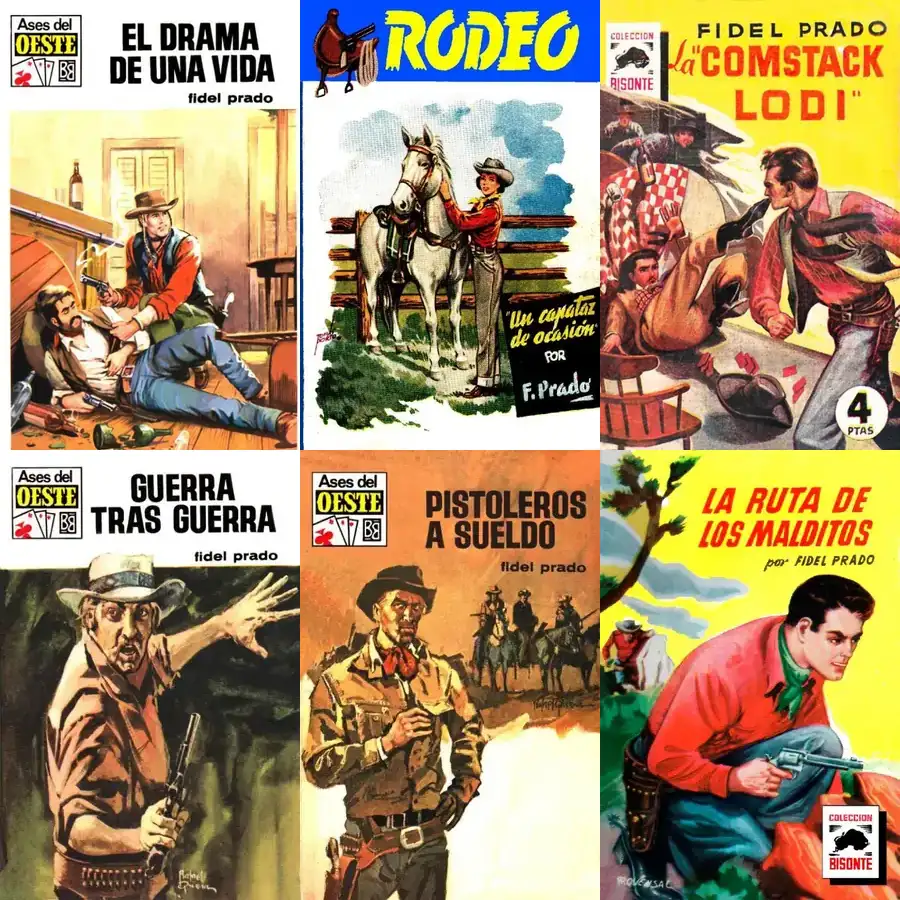 Ases del
OESTE
EL DRAMA
DE UNA VIDA
fidel prado
RODEO
"Un capataz
de ocasión"
POR
F. Prado
COLECCION
BISONTE
FIDEL PRADO
La "COMSTACK
LODI"
4
PTAS
Ases del
OESTE
GUERRA
TRAS GUERRA
fidel prado
Ases del
OESTE
PISTOLEROS
A SUELDO
fidel prado
LA RUTA DE
LOS MALDITOS
por FIDEL PRADO
COLECCION
BISONTE